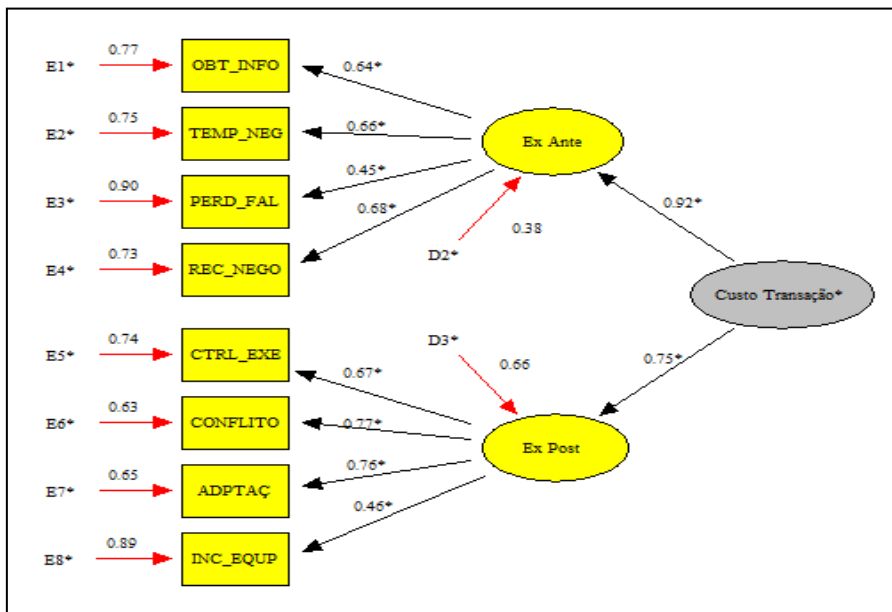 E1* 0.77 OBT_INFO 0.64*
E2* 0.75 TEMP_NEG 0.66* Ex Ante
E3* 0.90 PERD_FAL 0.45*
0.68* 0.92*
E4* 0.73 REC_NEGO D2* 0.38
Custo Transação*
E5* 0.74 CTRL_EXE D3* 0.66 0.75*
0.67*
E6* 0.63 CONFLITO 0.77* Ex Post
E7* 0.65 ADPTAÇ 0.76*
0.46*
E8* 0.89 INC_EQUP